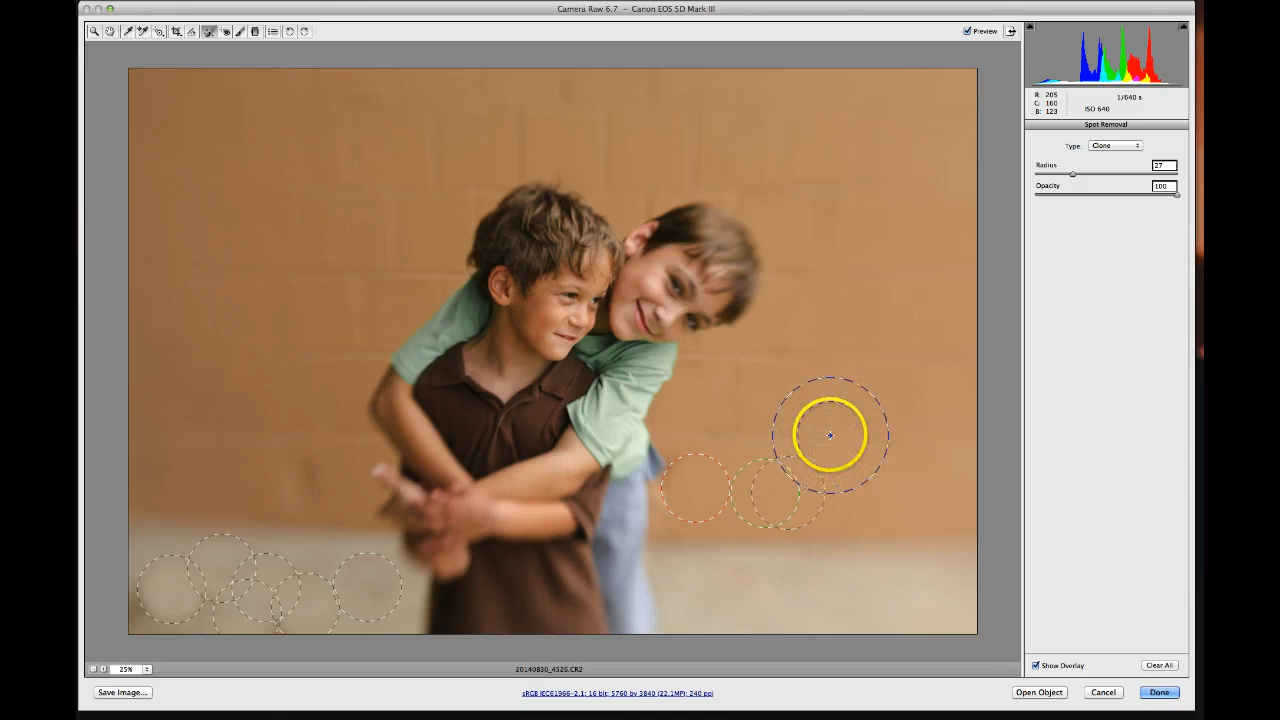 Camera Raw 6.7 - Canon EOS 5D Mark III
Preview
R: 205
G: 160
B: 123
1/640 s
ISO 640
Spot Removal
Type: Clone
Radius 27
Opacity 100
25%
20140830_4526.CR2
Show Overlay
Clear All
Save Image...
sRGB IEC61966-2.1; 16 bit; 5760 by 3840 (22.1MP); 240 ppi
Open Object
Cancel
Done